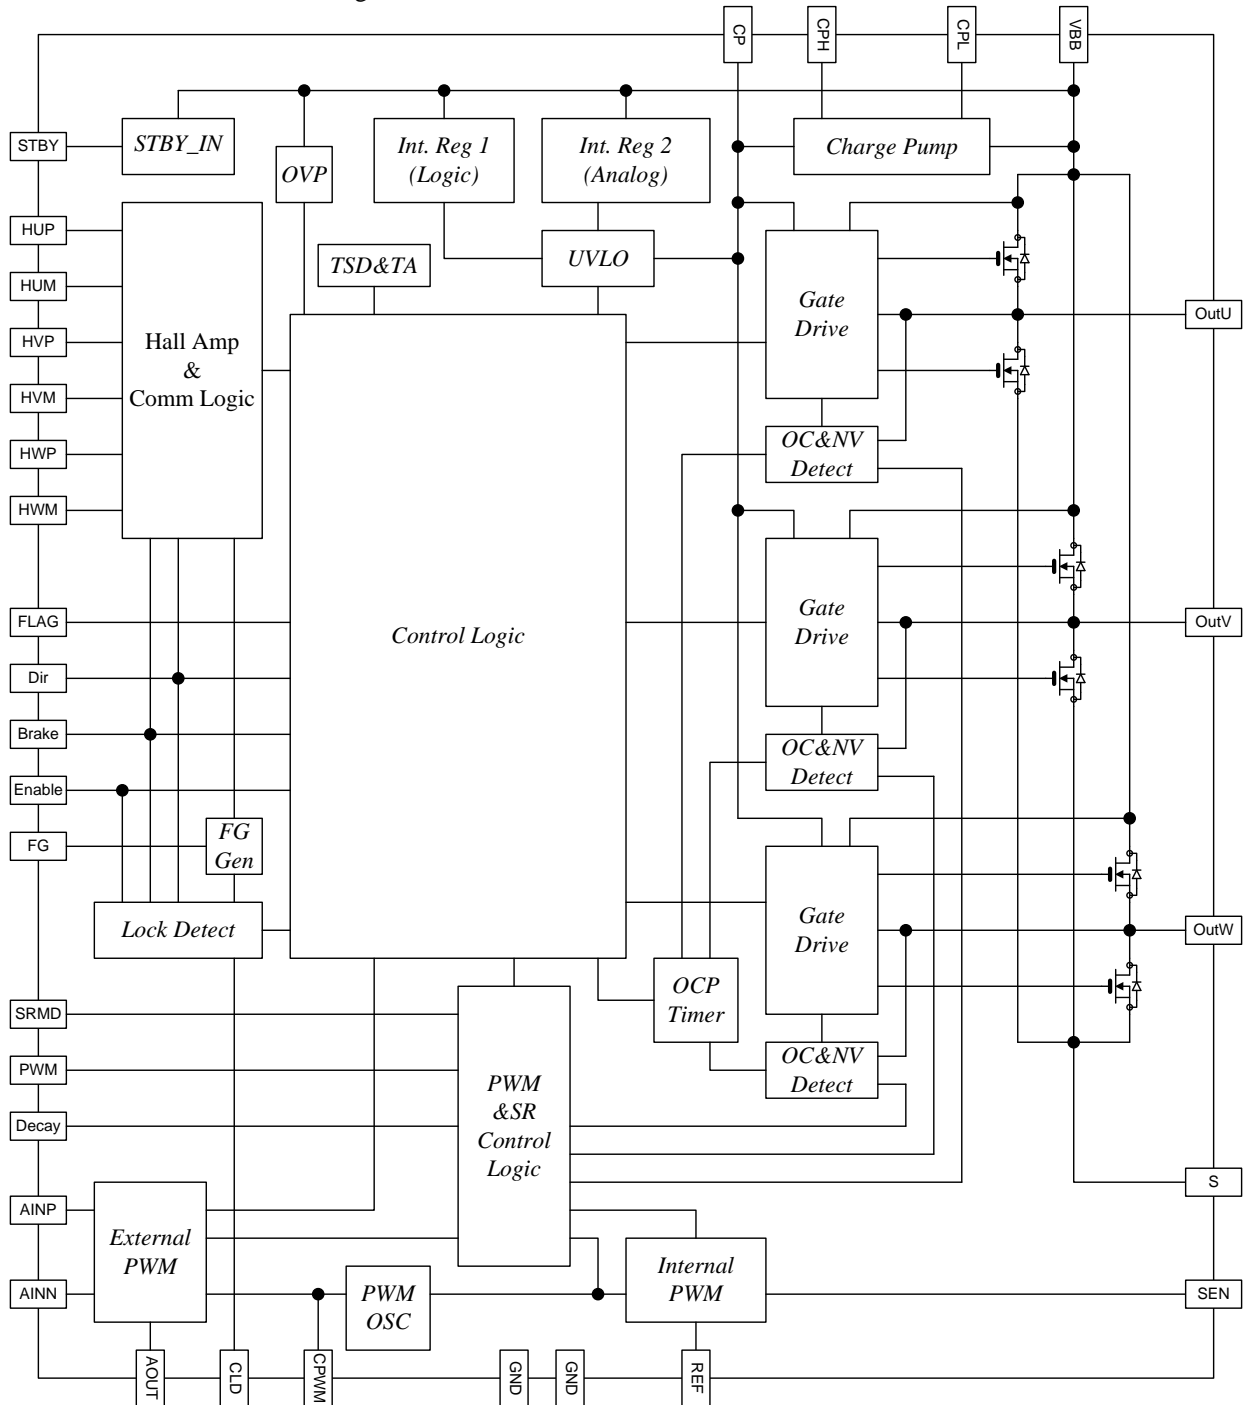 CP
CPH
CPL
VBB
STBY
STBY_IN
OVP
Int. Reg 1
(Logic)
Int. Reg 2
(Analog)
Charge Pump
HUP
HUM
HVP
HVM
HWP
HWM
Hall Amp
&
Comm Logic
TSD&TA
UVLO
Gate
Drive
OutU
OC&NV
Detect
FLAG
Dir
Brake
Enable
FG
Control Logic
Gate
Drive
OutV
OC&NV
Detect
FG
Gen
Lock Detect
Gate
Drive
OutW
OCP
Timer
OC&NV
Detect
SRMD
PWM
Decay
PWM
&SR
Control
Logic
AINP
AINN
External
PWM
PWM
OSC
Internal
PWM
S
SEN
AOUT
CLD
CPWM
GND
GND
REF